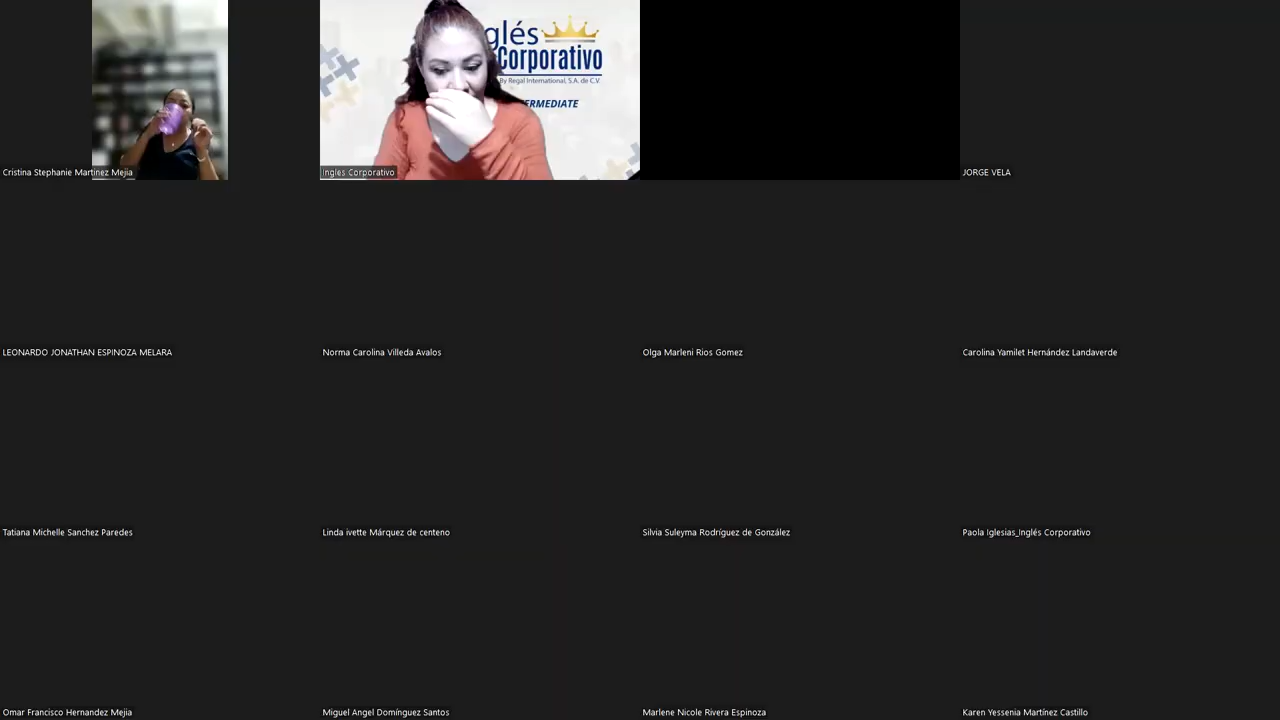 glés
Corporativo
By Regal International, S.A. de C.V.
ERMEDIATE
Cristina Stephanie Martinez Mejia
Ingles Corporativo
JORGE VELA
LEONARDO JONATHAN ESPINOZA MELARA
Norma Carolina Villeda Avalos
Olga Marleni Rios Gomez
Carolina Yamilet Hernández Landaverde
Tatiana Michelle Sanchez Paredes
Linda ivette Márquez de centeno
Silvia Suleyma Rodríguez de González
Paola Iglesias_Inglés Corporativo
Omar Francisco Hernandez Mejia
Miguel Angel Domínguez Santos
Marlene Nicole Rivera Espinoza
Karen Yessenia Martínez Castillo